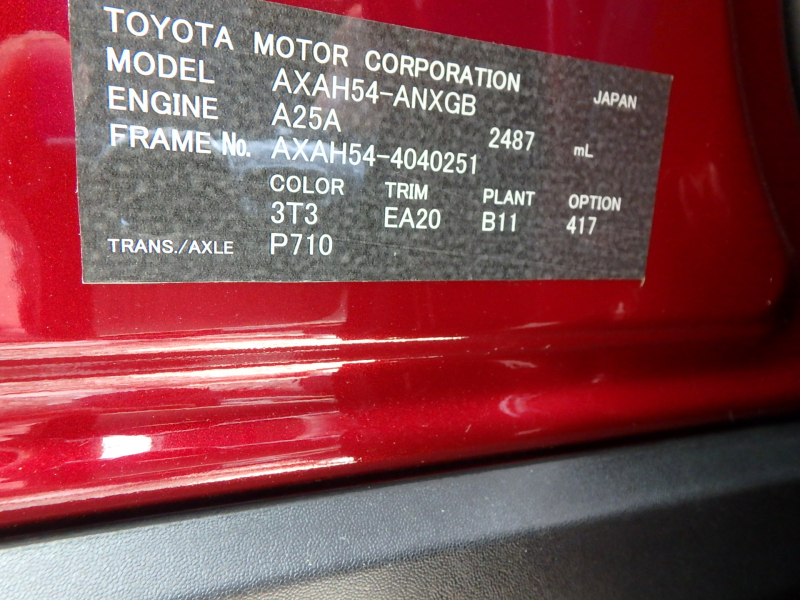 TOYOTA MOTOR CORPORATION JAPAN
MODEL AXAH54-ANXGB
ENGINE A25A 2487 mL
FRAME No. AXAH54-4040251
COLOR TRIM PLANT OPTION
3T3 EA20 B11 417
TRANS./AXLE P710